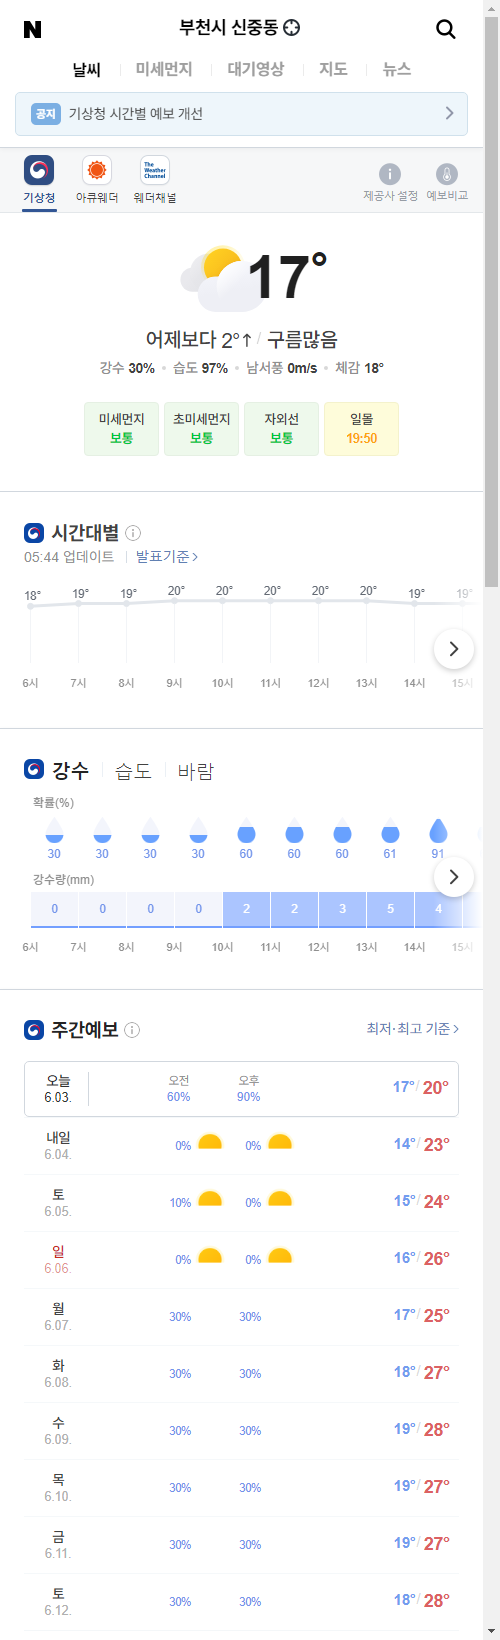 N 부천시 신중동
날씨 미세먼지 대기영상 지도 뉴스
공지 기상청 시간별 예보 개선
The Weather Channel
기상청 아큐웨더 웨더채널 제공사 설정 예보비교
17°
어제보다 2°↑ / 구름많음
강수 30% • 습도 97% • 남서풍 0m/s • 체감 18°
미세먼지 초미세먼지 자외선 일몰
보통 보통 보통 19:50
시간대별
05:44 업데이트 발표기준 >
18° 19° 19° 20° 20° 20° 20° 20° 19° 19°
6시 7시 8시 9시 10시 11시 12시 13시 14시 15시
강수 습도 바람
확률(%)
30 30 30 30 60 60 60 61 91
강수량(mm)
0 0 0 0 2 2 3 5 4
6시 7시 8시 9시 10시 11시 12시 13시 14시 15시
주간예보 최저·최고 기준 >
오늘 오전 오후
6.03. 60% 90% 17°/20°
내일
6.04. 0% 0% 14°/23°
토
6.05. 10% 0% 15°/24°
일
6.06. 0% 0% 16°/26°
월
6.07. 30% 30% 17°/25°
화
6.08. 30% 30% 18°/27°
수
6.09. 30% 30% 19°/28°
목
6.10. 30% 30% 19°/27°
금
6.11. 30% 30% 19°/27°
토
6.12. 30% 30% 18°/28°